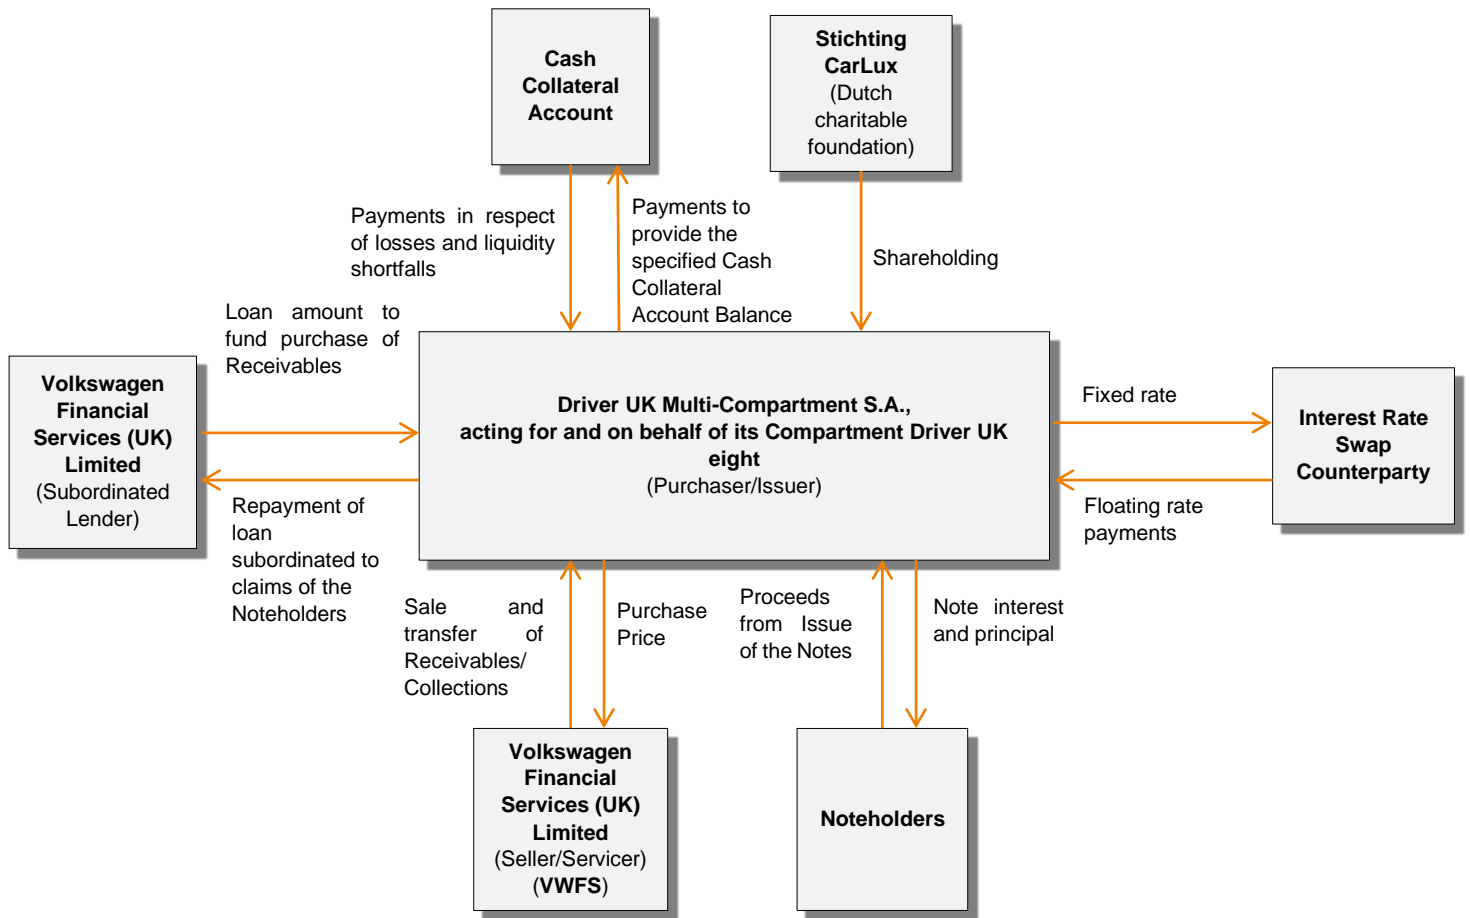 Cash
Collateral
Account
Stichting
CarLux
(Dutch
charitable
foundation)
Payments in respect
of losses and liquidity
shortfalls
Payments to
provide the
specified Cash
Collateral
Account Balance
Shareholding
Loan amount to
fund purchase of
Receivables
Volkswagen
Financial
Services (UK)
Limited
(Subordinated
Lender)
Driver UK Multi-Compartment S.A.,
acting for and on behalf of its Compartment Driver UK
eight
(Purchaser/Issuer)
Fixed rate
Interest Rate
Swap
Counterparty
Floating rate
payments
Repayment of
loan
subordinated to
claims of the
Noteholders
Sale and
transfer of
Receivables/
Collections
Purchase
Price
Proceeds
from Issue
of the Notes
Note interest
and principal
Volkswagen
Financial
Services (UK)
Limited
(Seller/Servicer)
(VWFS)
Noteholders